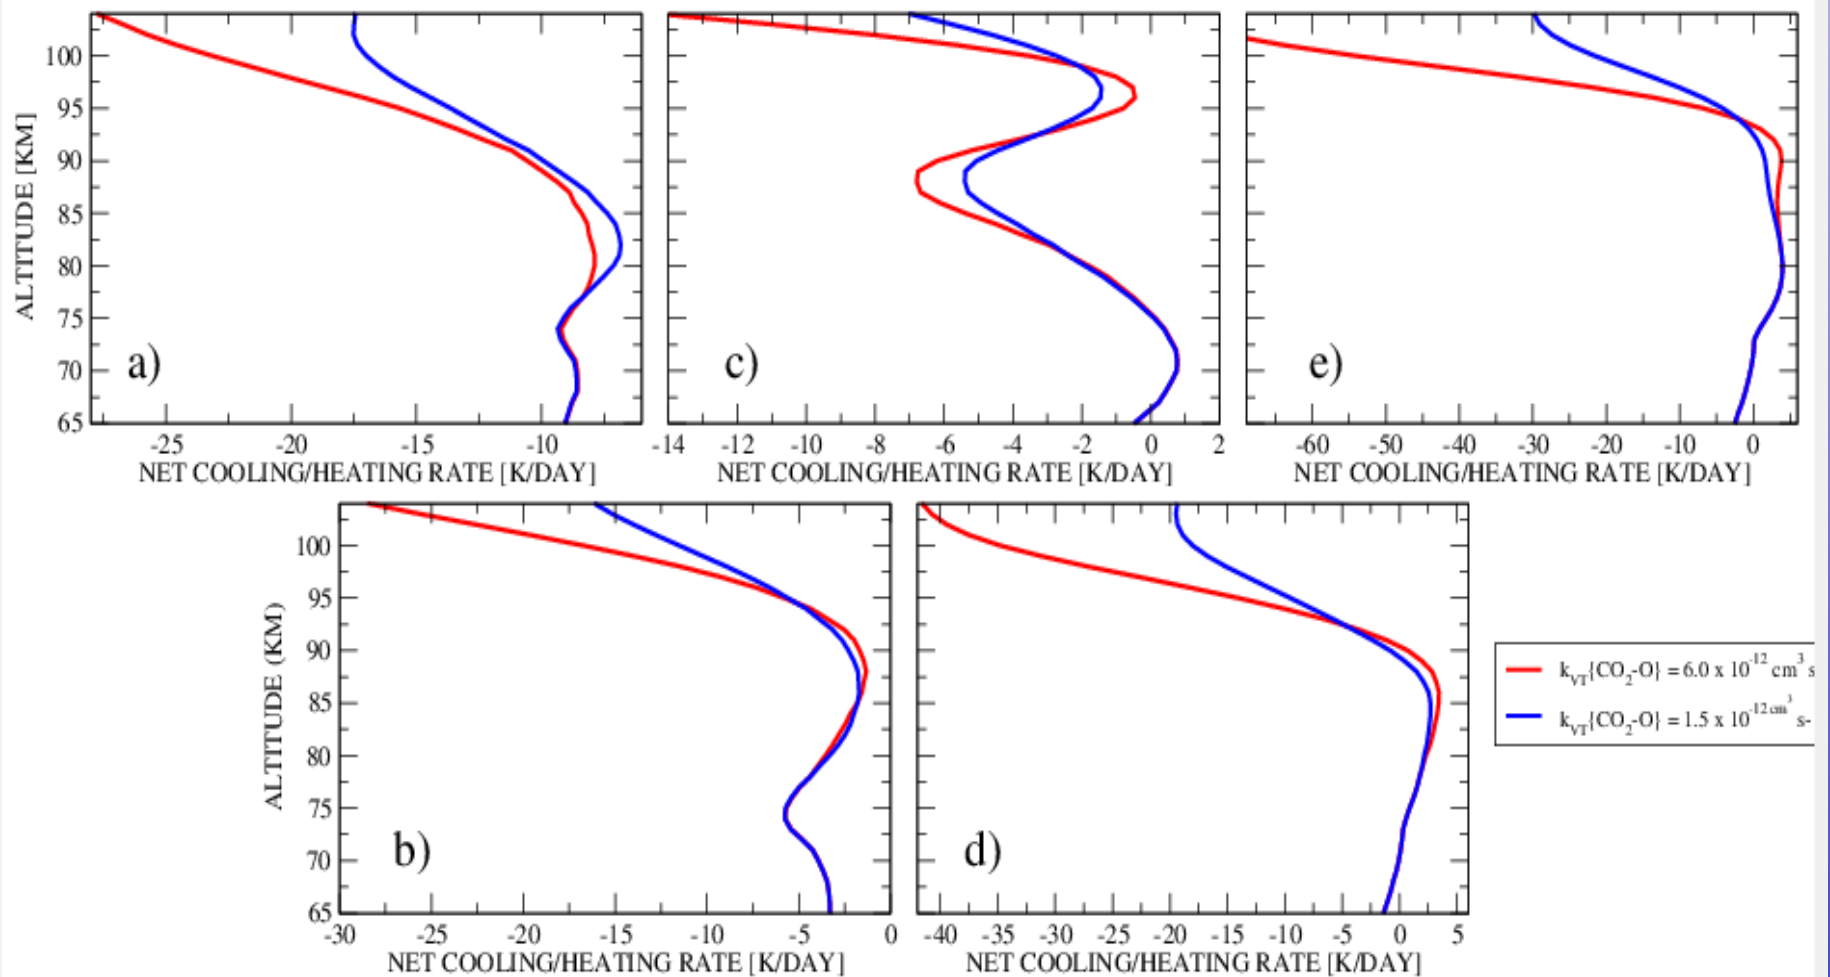 100
95
90
85
80
75
70
65
ALTITUDE [KM]
a)
-25 -20 -15 -10
NET COOLING/HEATING RATE [K/DAY]
c)
-14 -12 -10 -8 -6 -4 -2 0 2
NET COOLING/HEATING RATE [K/DAY]
e)
-60 -50 -40 -30 -20 -10 0
NET COOLING/HEATING RATE [K/DAY]
100
95
90
85
80
75
70
65
ALTITUDE (KM)
b)
-30 -25 -20 -15 -10 -5 0
NET COOLING/HEATING RATE [K/DAY]
d)
-40 -35 -30 -25 -20 -15 -10 -5 0 5
NET COOLING/HEATING RATE [K/DAY]
k_VT{CO₂-O} = 6.0 x 10⁻¹² cm³ s
k_VT{CO₂-O} = 1.5 x 10⁻¹² ᶜᵐ³ s-